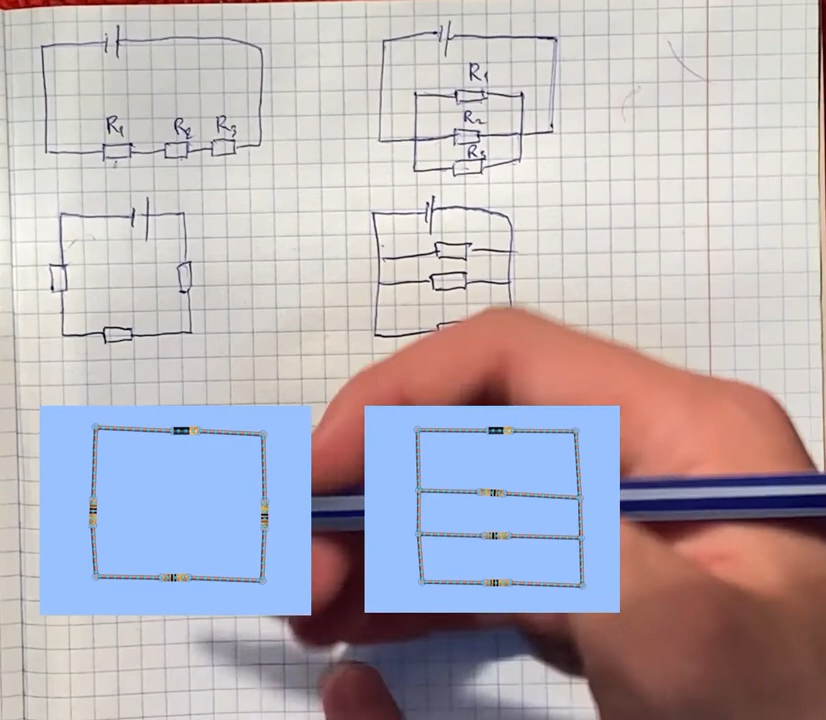 R₁ R₂ R₃
R₁
R₂
R₃